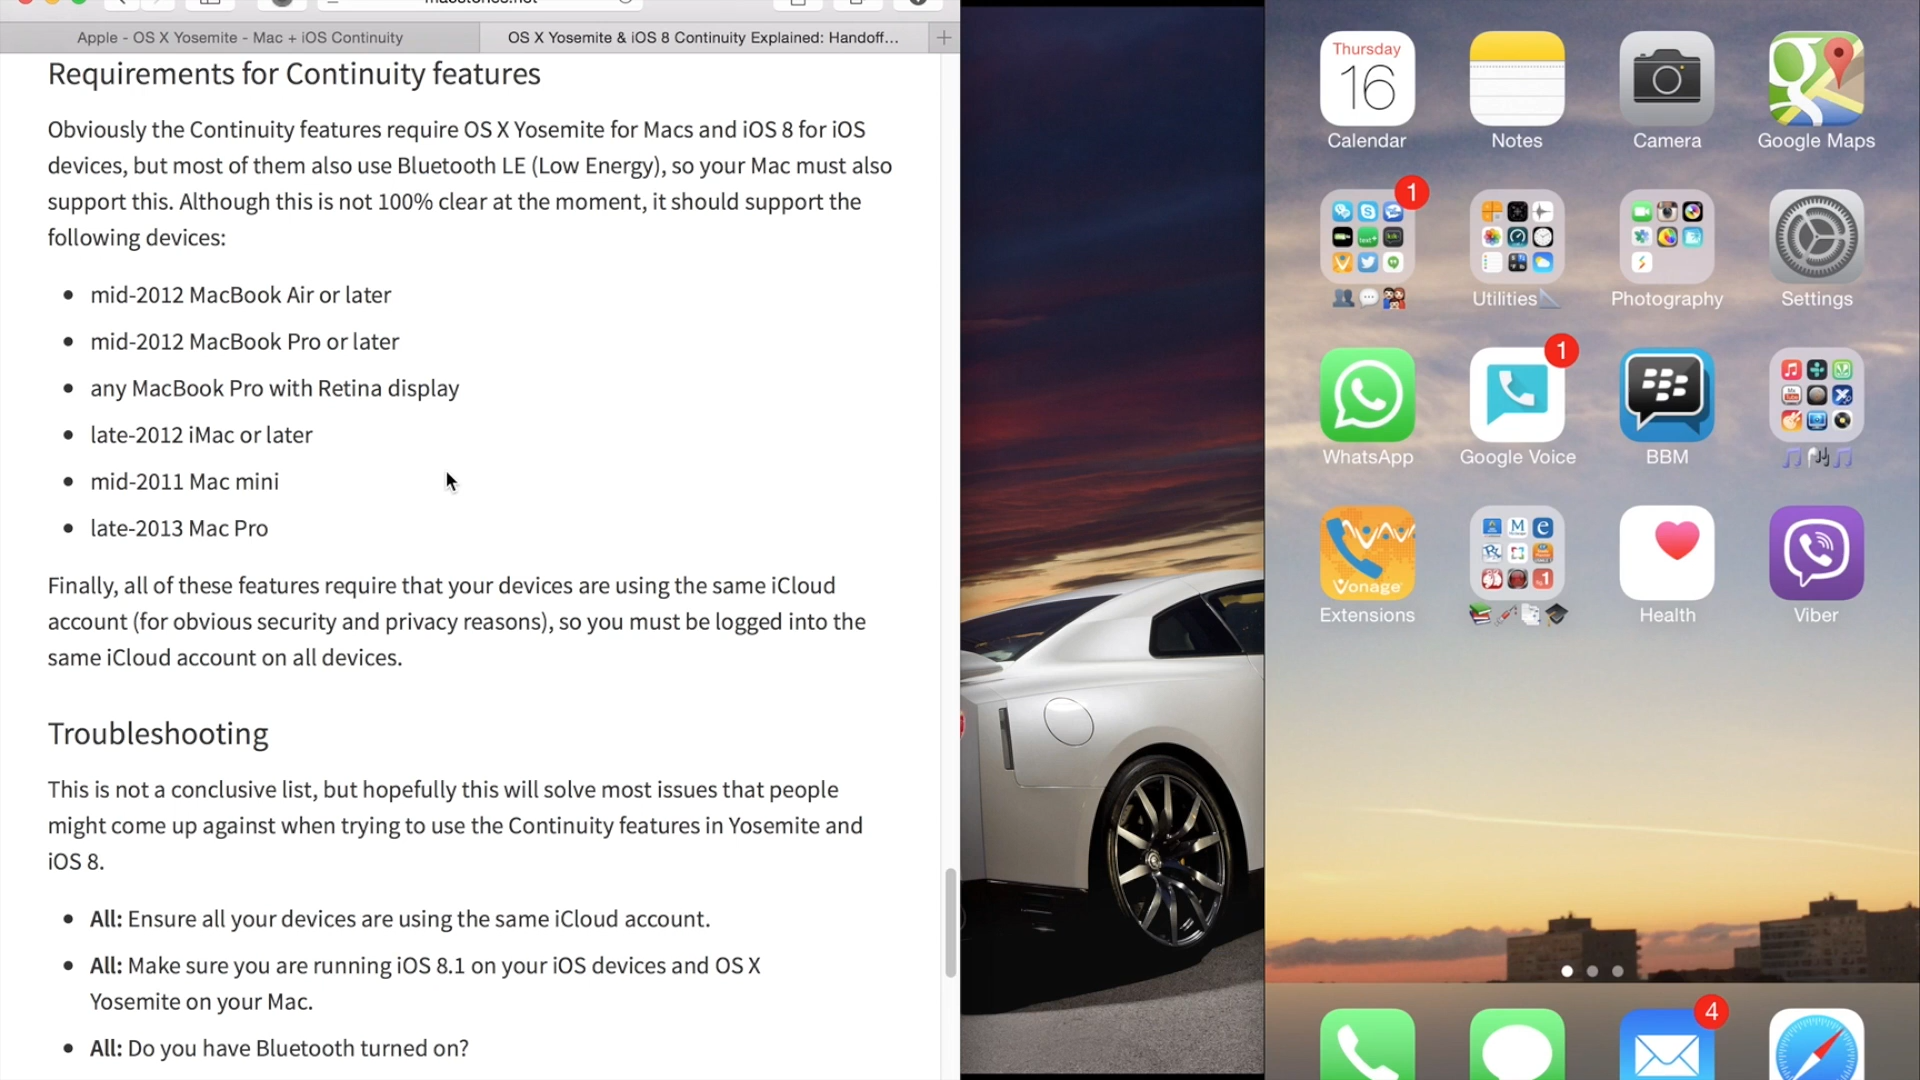 macstories.net
Apple - OS X Yosemite - Mac + iOS Continuity
OS X Yosemite & iOS 8 Continuity Explained: Handoff...
Requirements for Continuity features
Obviously the Continuity features require OS X Yosemite for Macs and iOS 8 for iOS
devices, but most of them also use Bluetooth LE (Low Energy), so your Mac must also
support this. Although this is not 100% clear at the moment, it should support the
following devices:
mid-2012 MacBook Air or later
mid-2012 MacBook Pro or later
any MacBook Pro with Retina display
late-2012 iMac or later
mid-2011 Mac mini
late-2013 Mac Pro
Finally, all of these features require that your devices are using the same iCloud
account (for obvious security and privacy reasons), so you must be logged into the
same iCloud account on all devices.
Troubleshooting
This is not a conclusive list, but hopefully this will solve most issues that people
might come up against when trying to use the Continuity features in Yosemite and
iOS 8.
All: Ensure all your devices are using the same iCloud account.
All: Make sure you are running iOS 8.1 on your iOS devices and OS X
Yosemite on your Mac.
All: Do you have Bluetooth turned on?
Thursday
16
Calendar
Notes
Camera
Google Maps
1
Utilities
Photography
Settings
1
WhatsApp
Google Voice
BBM
Vonage
Extensions
Health
Viber
4